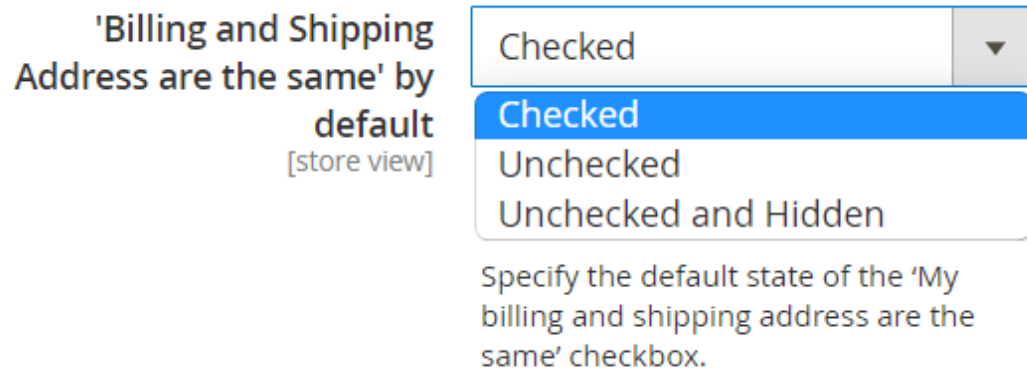 'Billing and Shipping
Address are the same' by
default
[store view]
Checked
Checked
Unchecked
Unchecked and Hidden
Specify the default state of the ‘My
billing and shipping address are the
same’ checkbox.